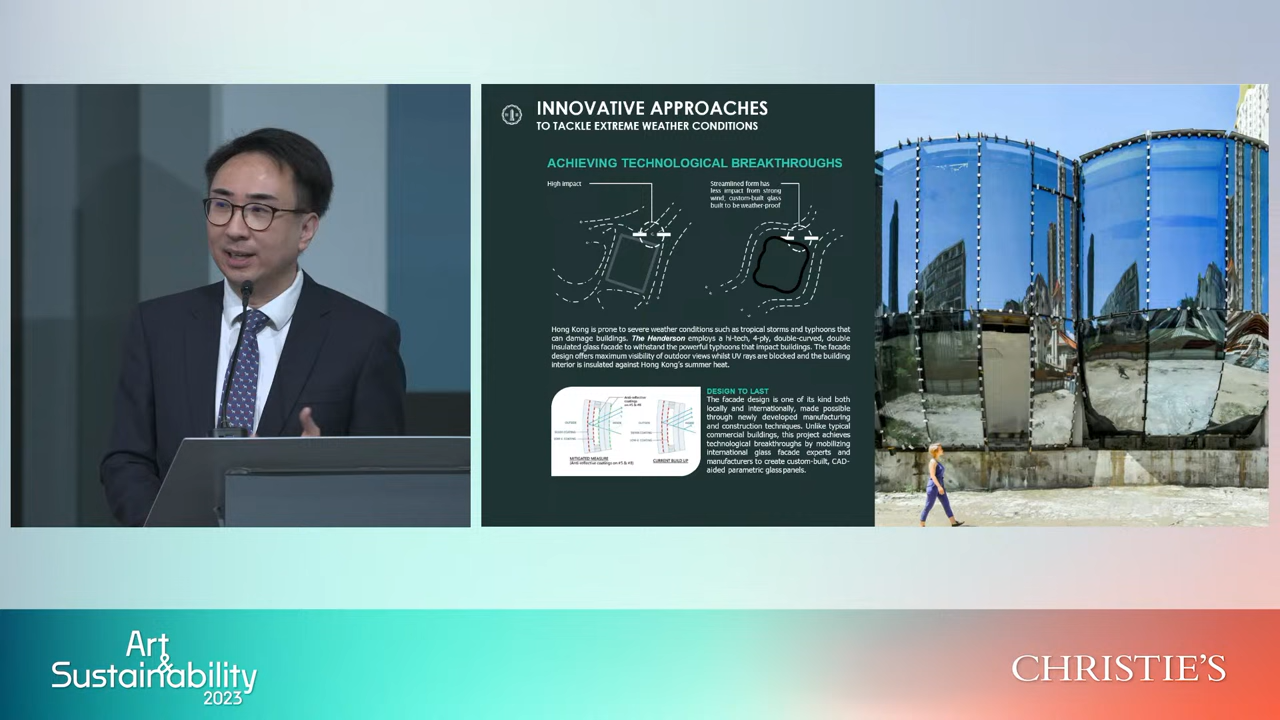 INNOVATIVE APPROACHES
TO TACKLE EXTREME WEATHER CONDITIONS
ACHIEVING TECHNOLOGICAL BREAKTHROUGHS
High impact
Streamlined form has
less impact from strong
wind, custom-built glass
built to be weather-proof
Hong Kong is prone to severe weather conditions such as tropical storms and typhoons that
can damage buildings. The Henderson employs a hi-tech, 4-ply, double-curved, double
insulated glass facade to withstand the powerful typhoons that impact buildings. The facade
design offers maximum visibility of outdoor views whilst UV rays are blocked and the building
interior is insulated against Hong Kong's summer heat.
MITIGATED MEASURE
(Anti-reflective coatings on #5 & #8)
CURRENT BUILD UP
DESIGN TO LAST
The facade design is one of its kind both
locally and internationally, made possible
through newly developed manufacturing
and construction techniques. Unlike typical
commercial buildings, this project achieves
technological breakthroughs by mobilizing
international glass facade experts and
manufacturers to create custom-built, CAD-
aided parametric glass panels.
Art
&
Sustainability
2023
CHRISTIE'S